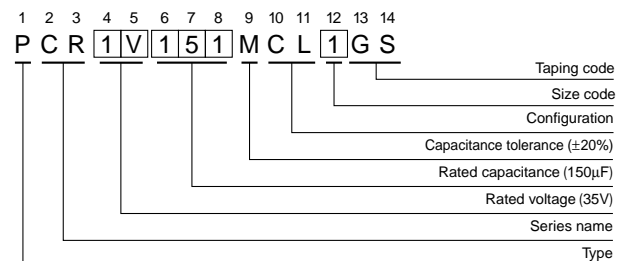 1 2 3 4 5 6 7 8 9 10 11 12 13 14
P C R 1 V 1 5 1 M C L 1 G S
Taping code
Size code
Configuration
Capacitance tolerance (±20%)
Rated capacitance (150μF)
Rated voltage (35V)
Series name
Type